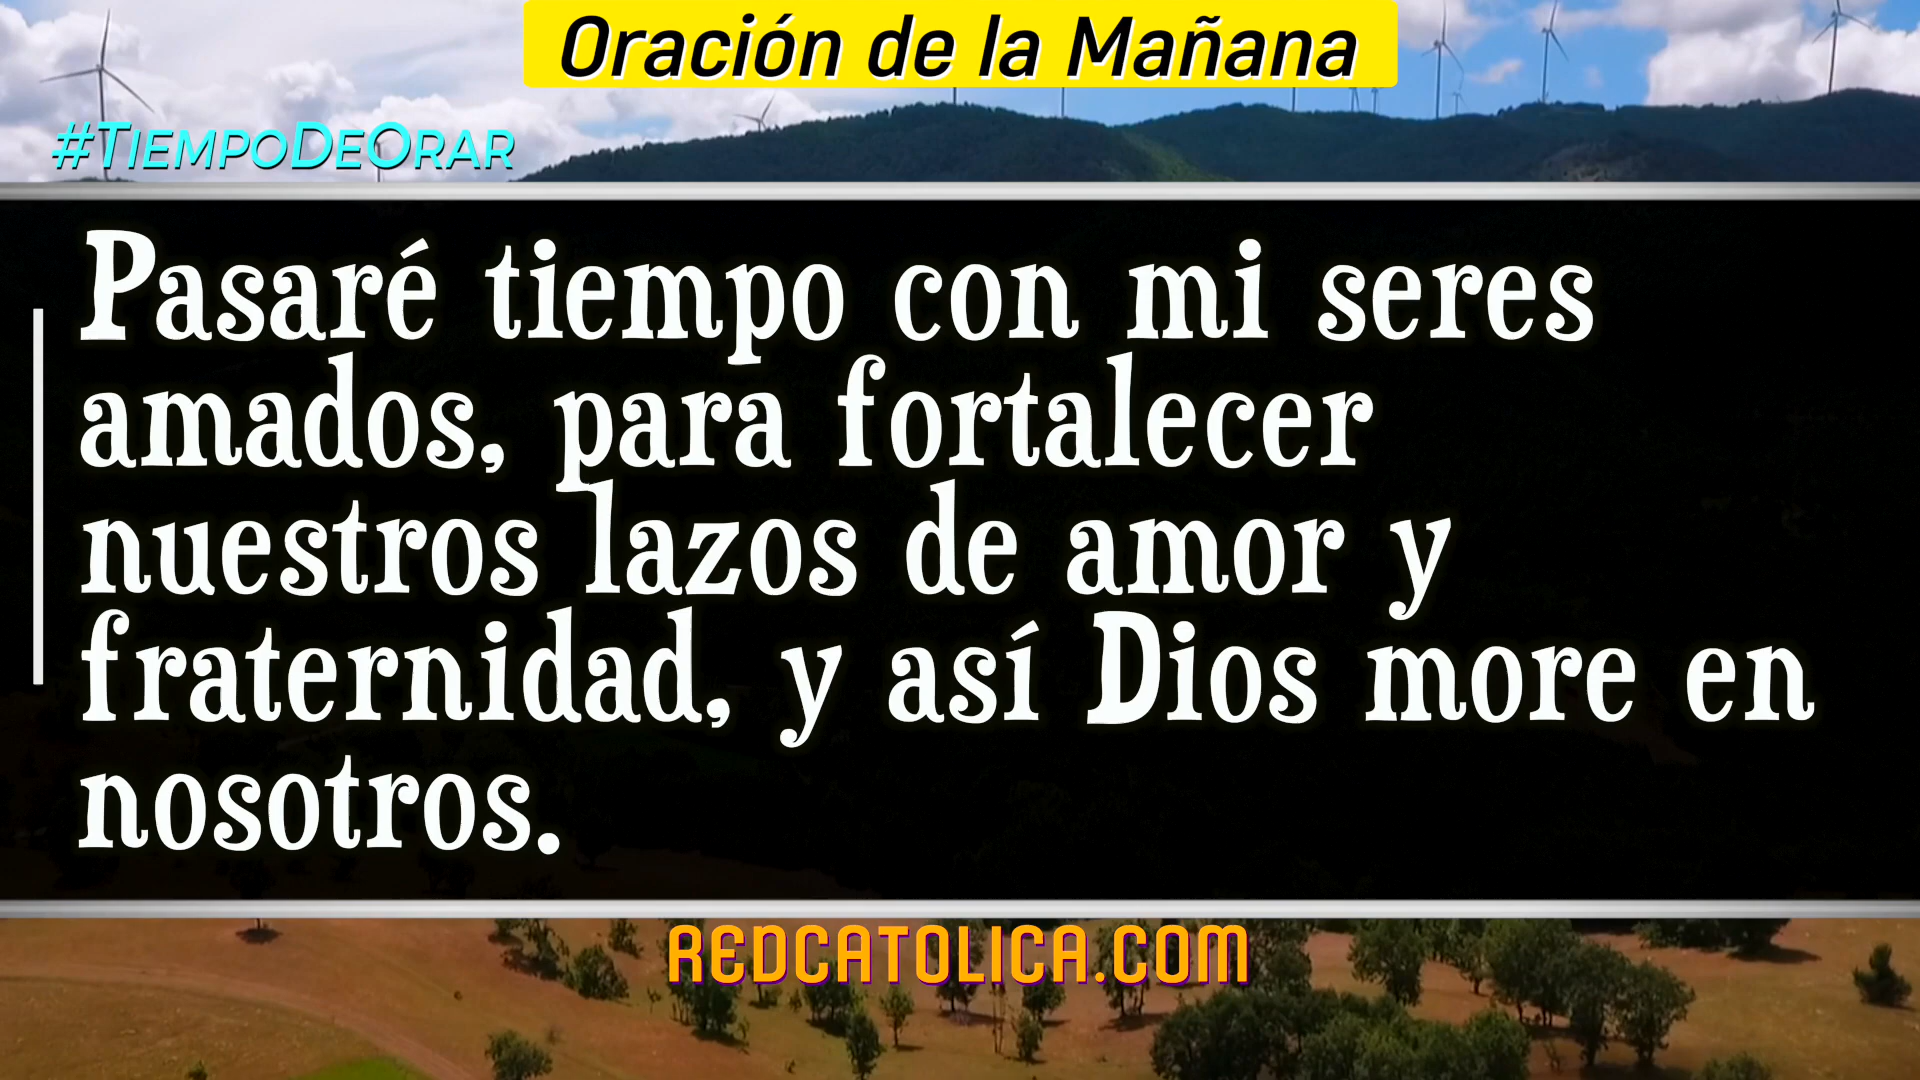 Oración de la Mañana
#TiempoDeOrar
Pasaré tiempo con mi seres
amados, para fortalecer
nuestros lazos de amor y
fraternidad, y así Dios more en
nosotros.
REDCATOLICA.COM